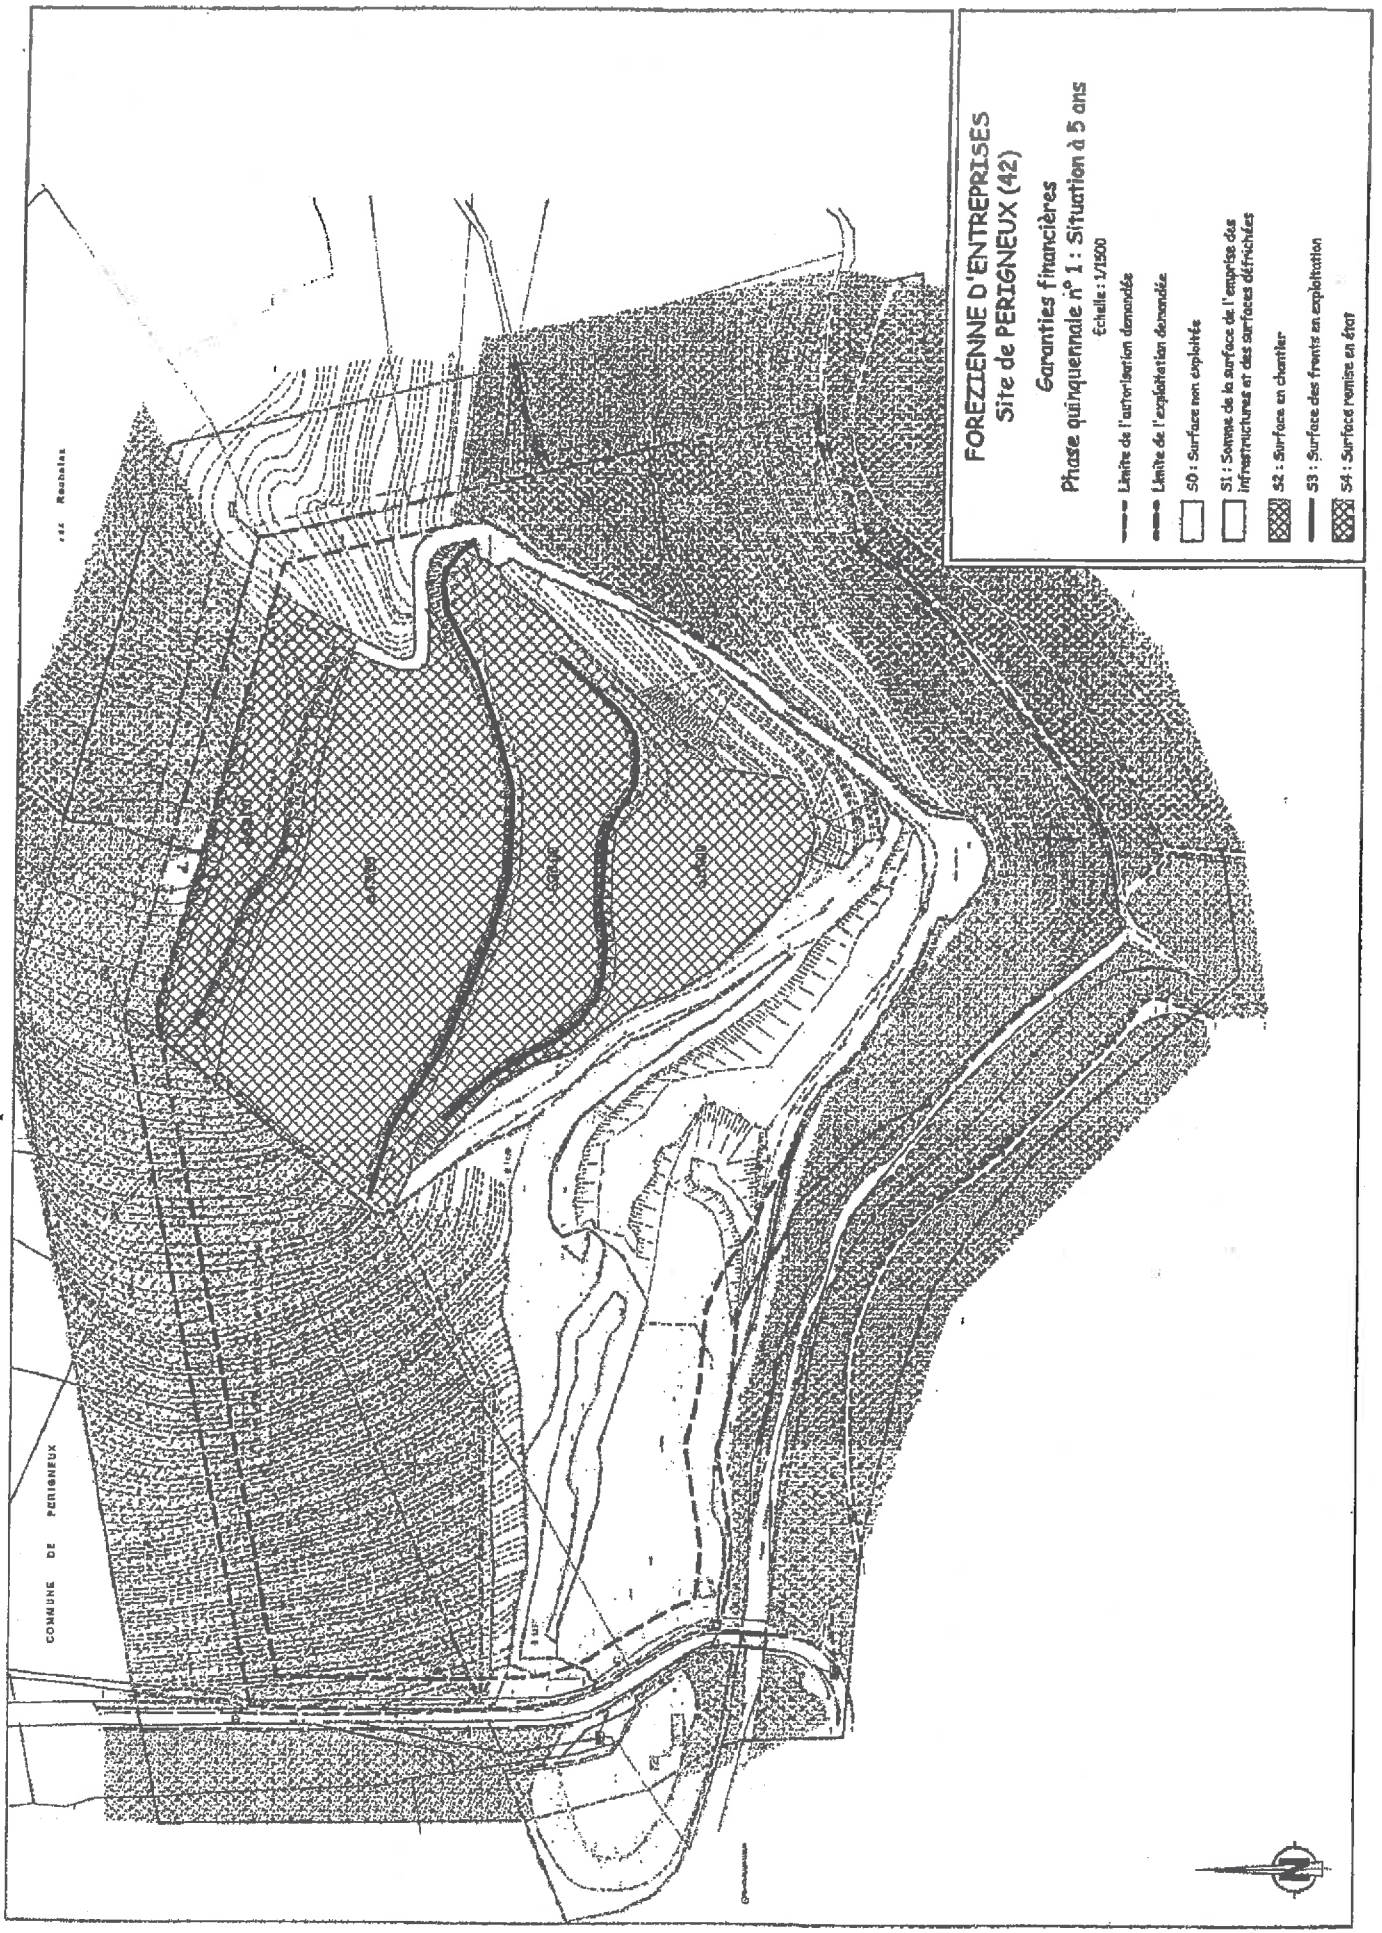 FOREZIENNE D'ENTREPRISES
Site de PERIGNEUX (42)
Garanties financières
Phase quinquennale n° 1 : Situation à 5 ans
Echelle : 1/1500
Limite de l'autorisation demandée
Limite de l'exploitation demandée
S0 : Surface non exploitée
S1 : Somme de la surface de l'emprise des
infrastructures et des surfaces défrichées
S2 : Surface en chantier
S3 : Surface des fronts en exploitation
S4 : Surface remise en état
COMMUNE DE PERIGNEUX
N